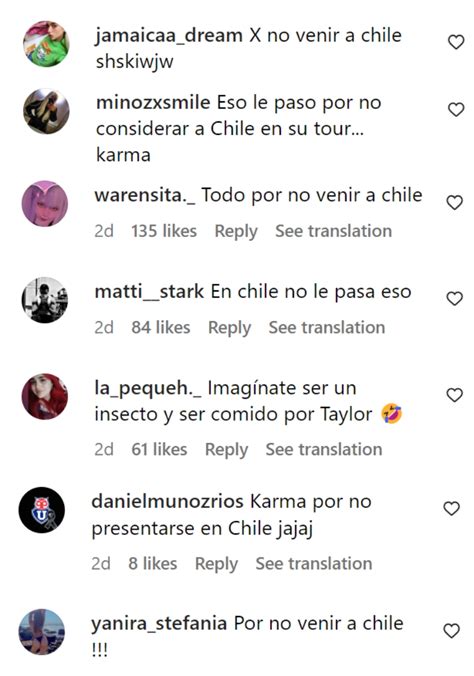 jamaicaa_dream X no venir a chile
shskiwjw
minozxsmile Eso le paso por no
considerar a Chile en su tour...
karma
warensita._ Todo por no venir a chile
2d 135 likes Reply See translation
matti__stark En chile no le pasa eso
2d 84 likes Reply See translation
la_pequeh._ Imagínate ser un
insecto y ser comido por Taylor 🤣
2d 61 likes Reply See translation
danielmunozrios Karma por no
presentarse en Chile jajaj
2d 8 likes Reply See translation
yanira_stefania Por no venir a chile
!!!